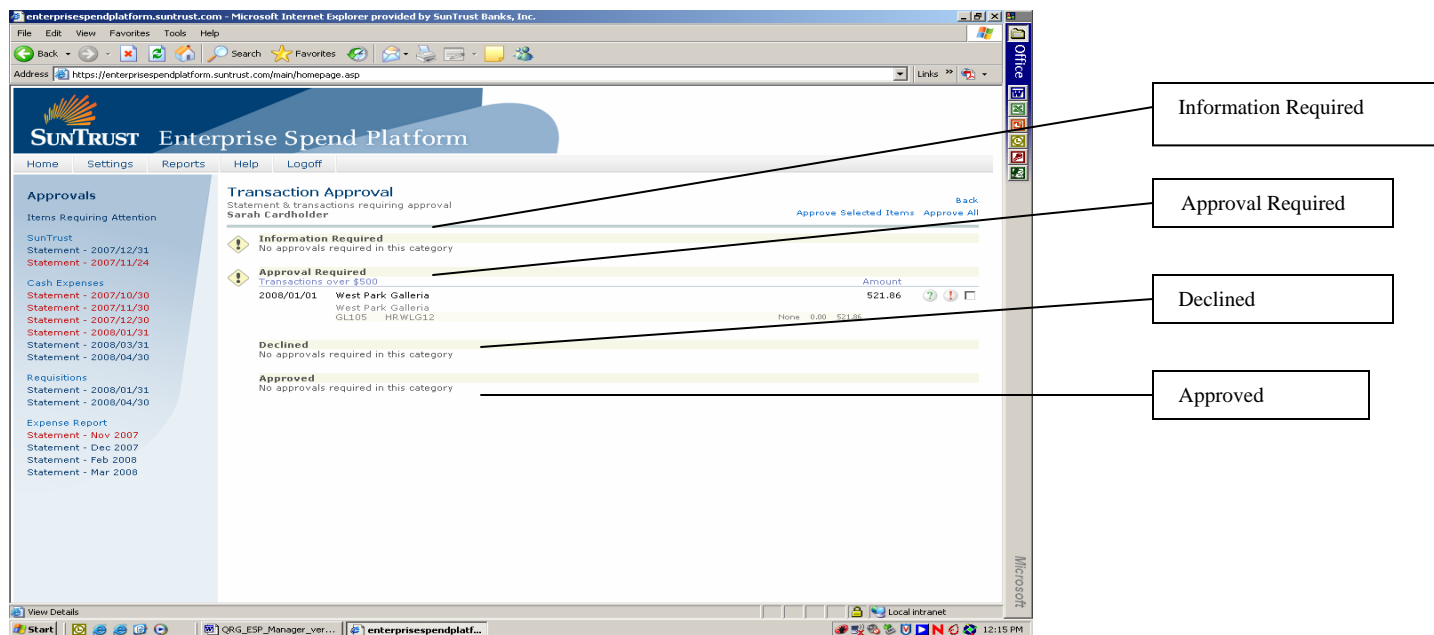 enterprisespendplatform.suntrust.com - Microsoft Internet Explorer provided by SunTrust Banks, Inc.
File Edit View Favorites Tools Help
Back Search Favorites
Address https://enterprisespendplatform.suntrust.com/main/homepage.asp Links »
Office
SUNTRUST Enterprise Spend Platform
Home Settings Reports Help Logoff
Approvals
Items Requiring Attention
SunTrust
Statement - 2007/12/31
Statement - 2007/11/24
Cash Expenses
Statement - 2007/10/30
Statement - 2007/11/30
Statement - 2007/12/30
Statement - 2008/01/31
Statement - 2008/03/31
Statement - 2008/04/30
Requisitions
Statement - 2008/01/31
Statement - 2008/04/30
Expense Report
Statement - Nov 2007
Statement - Dec 2007
Statement - Feb 2008
Statement - Mar 2008
Transaction Approval
Statement & transactions requiring approval
Sarah Cardholder
Back
Approve Selected Items Approve All
Information Required
No approvals required in this category
Approval Required
Transactions over $500 Amount
2008/01/01 West Park Galleria 521.86
West Park Galleria
GL105 HRWLG12 None 0.00 521.86
Declined
No approvals required in this category
Approved
No approvals required in this category
Microsoft
View Details Local intranet
Start QRG_ESP_Manager_ver... enterprisespendplatf... 12:15 PM
Information Required
Approval Required
Declined
Approved